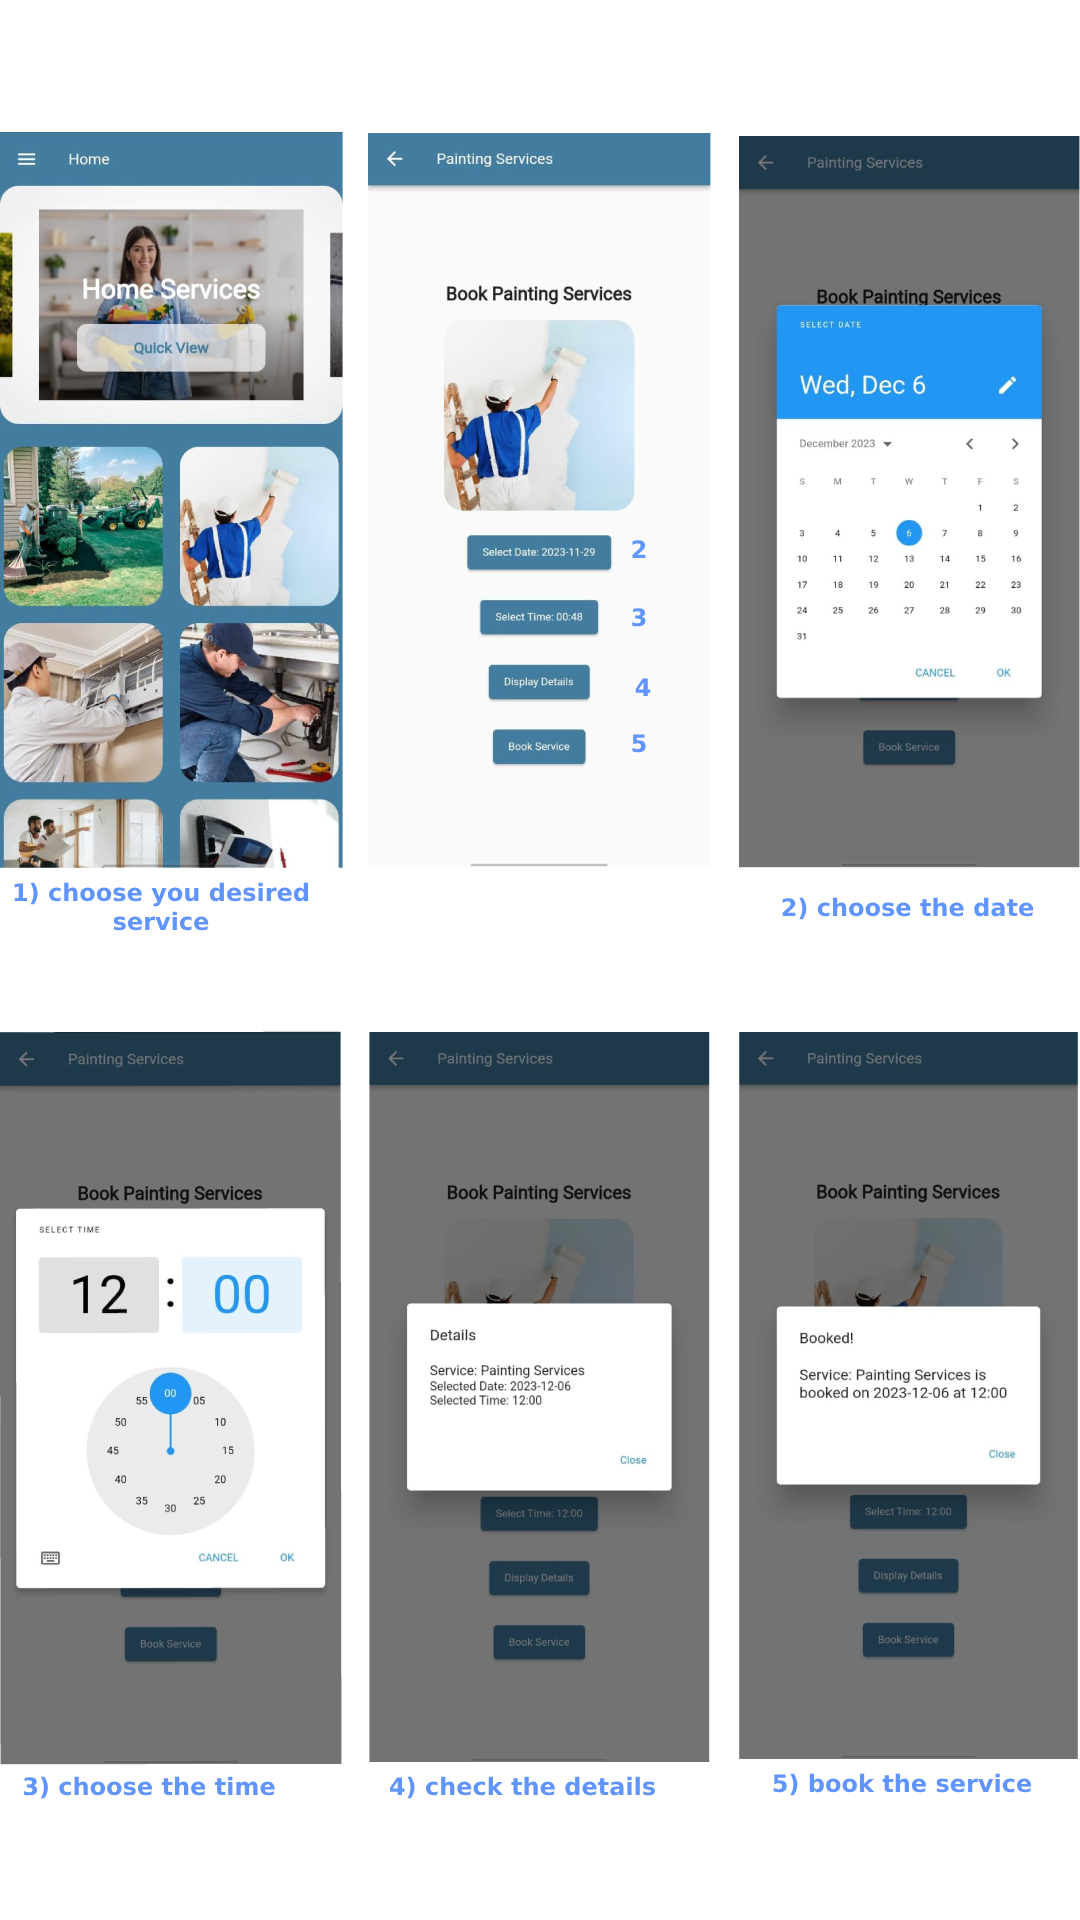 Home
Home Services
Quick View
1) choose you desired
service
Painting Services
Book Painting Services
Select Date: 2023-11-29
2
Select Time: 00:48
3
Display Details
4
Book Service
5
Painting Services
Book Painting Services
SELECT DATE
Wed, Dec 6
December 2023
S M T W T F S
1 2
3 4 5 6 7 8 9
10 11 12 13 14 15 16
17 18 19 20 21 22 23
24 25 26 27 28 29 30
31
CANCEL OK
Book Service
2) choose the date
Painting Services
Book Painting Services
SELECT TIME
12 : 00
00
55 05
50 10
45 15
40 20
35 25
30
CANCEL OK
Book Service
3) choose the time
Painting Services
Book Painting Services
Details
Service: Painting Services
Selected Date: 2023-12-06
Selected Time: 12:00
Close
Select Time: 12:00
Display Details
Book Service
4) check the details
Painting Services
Book Painting Services
Booked!
Service: Painting Services is
booked on 2023-12-06 at 12:00
Close
Select Time: 12:00
Display Details
Book Service
5) book the service